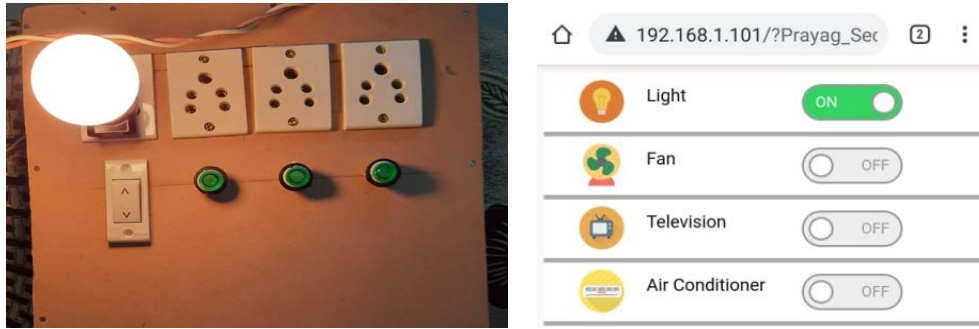 192.168.1.101/?Prayag_Sec
2
Light
ON
Fan
OFF
Television
OFF
Air Conditioner
OFF